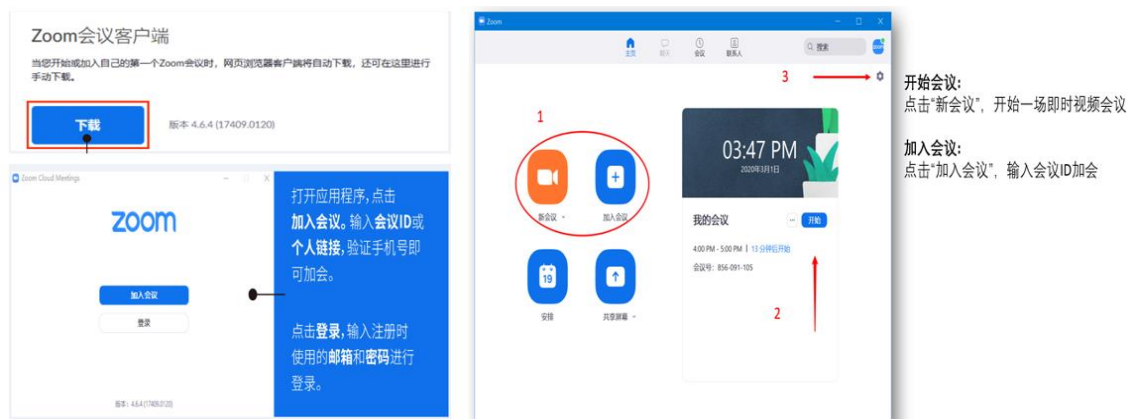 Zoom会议客户端
当您开始或加入自己的第一个Zoom会议时，网页浏览器客户端将自动下载，还可在这里进行
手动下载。
下载
版本 4.6.4 (17409.0120)
Zoom Cloud Meetings
zoom
加入会议
登录
版本: 4.6.4 (17409.0120)
打开应用程序，点击
加入会议。输入会议ID或
个人链接，验证手机号即
可加会。
点击登录，输入注册时
使用的邮箱和密码进行
登录。
Zoom
主页
聊天
会议
联系人
搜索
3
1
新会议
加入会议
19
安排
共享屏幕
03:47 PM
2020年3月1日
我的会议
开始
4:00 PM - 5:00 PM | 13 分钟后开始
会议号: 856-091-105
2
开始会议：
点击“新会议”，开始一场即时视频会议
加入会议：
点击“加入会议”，输入会议ID加会